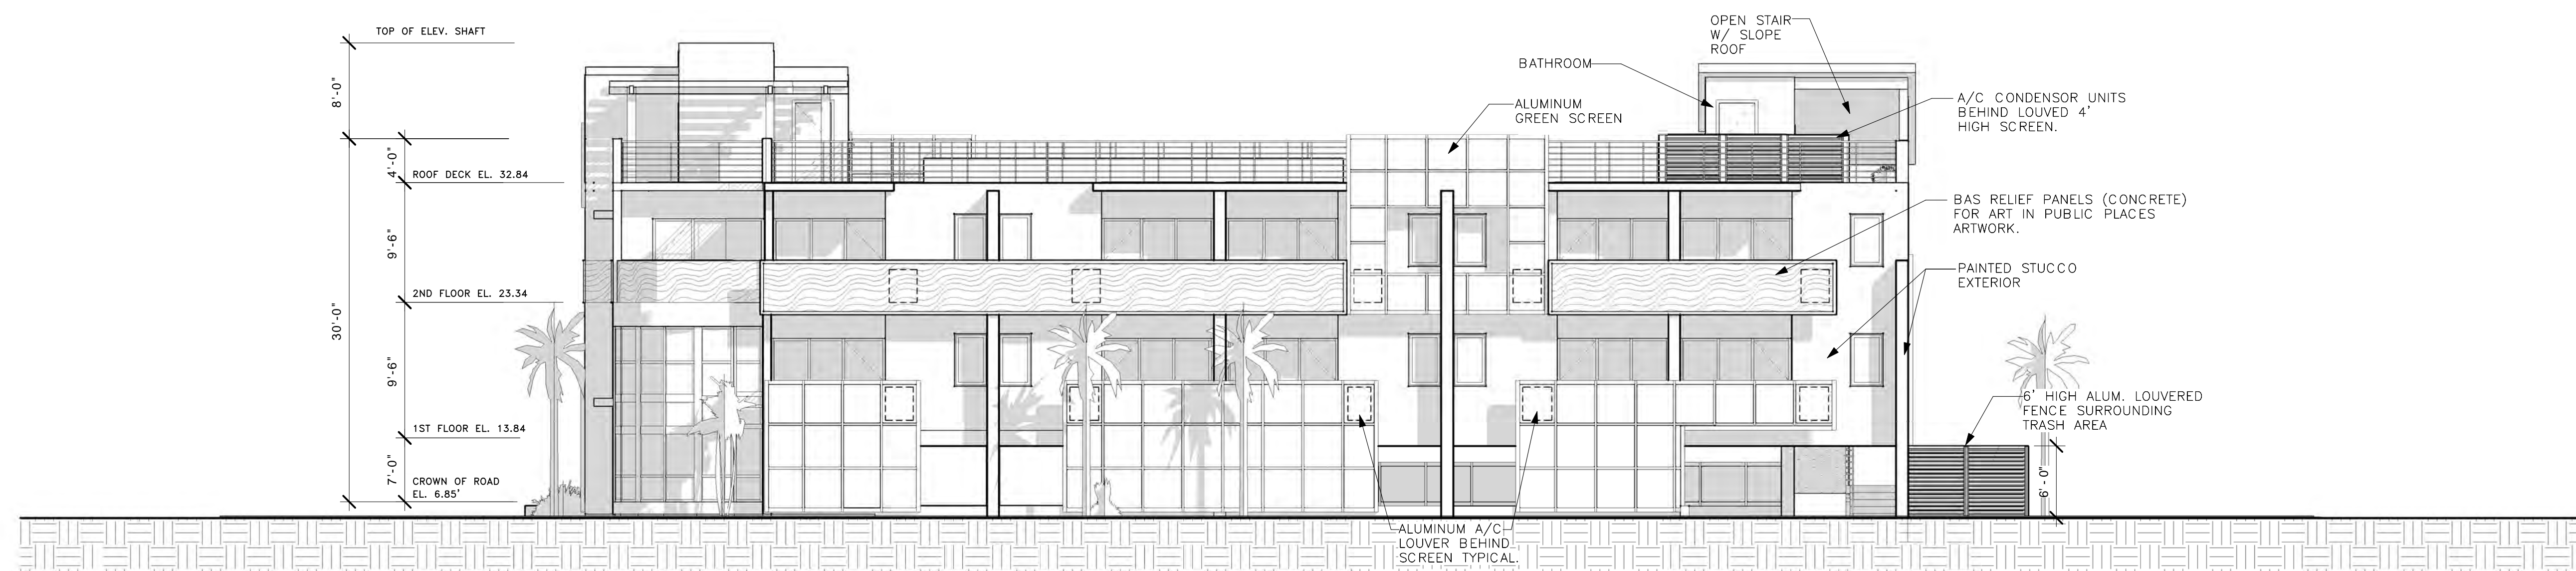 TOP OF ELEV. SHAFT
8'-0"
4'-0"
ROOF DECK EL. 32.84
9'-6"
2ND FLOOR EL. 23.34
30'-0"
9'-6"
1ST FLOOR EL. 13.84
7'-0"
CROWN OF ROAD
EL. 6.85'
OPEN STAIR
W/ SLOPE
ROOF
BATHROOM
ALUMINUM
GREEN SCREEN
A/C CONDENSOR UNITS
BEHIND LOUVED 4'
HIGH SCREEN.
BAS RELIEF PANELS (CONCRETE)
FOR ART IN PUBLIC PLACES
ARTWORK.
PAINTED STUCCO
EXTERIOR
6' HIGH ALUM. LOUVERED
FENCE SURROUNDING
TRASH AREA
6'-0"
ALUMINUM A/C
LOUVER BEHIND
SCREEN TYPICAL.